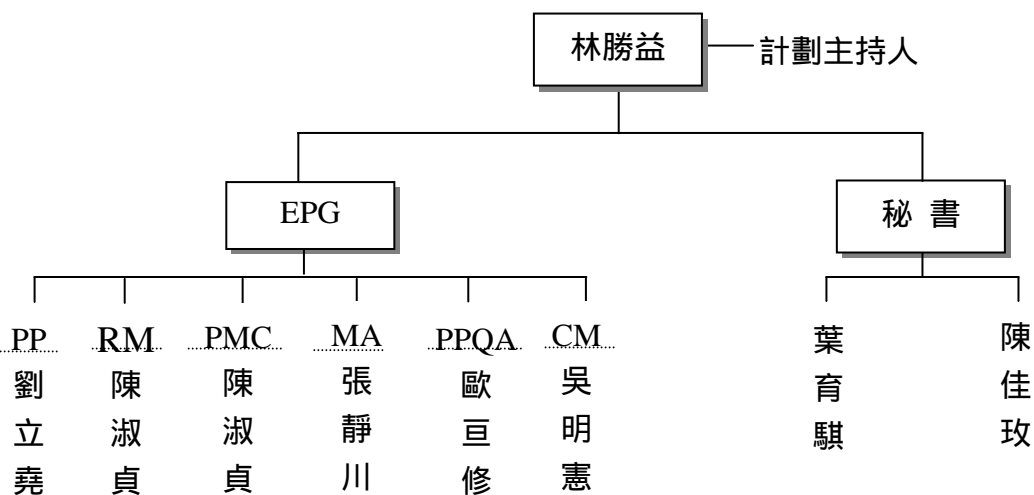 林勝益
計劃主持人
EPG
秘 書
PP
劉立堯
RM
陳淑貞
PMC
陳淑貞
MA
張靜川
PPQA
歐亘修
CM
吳明憲
葉育騏
陳佳玫